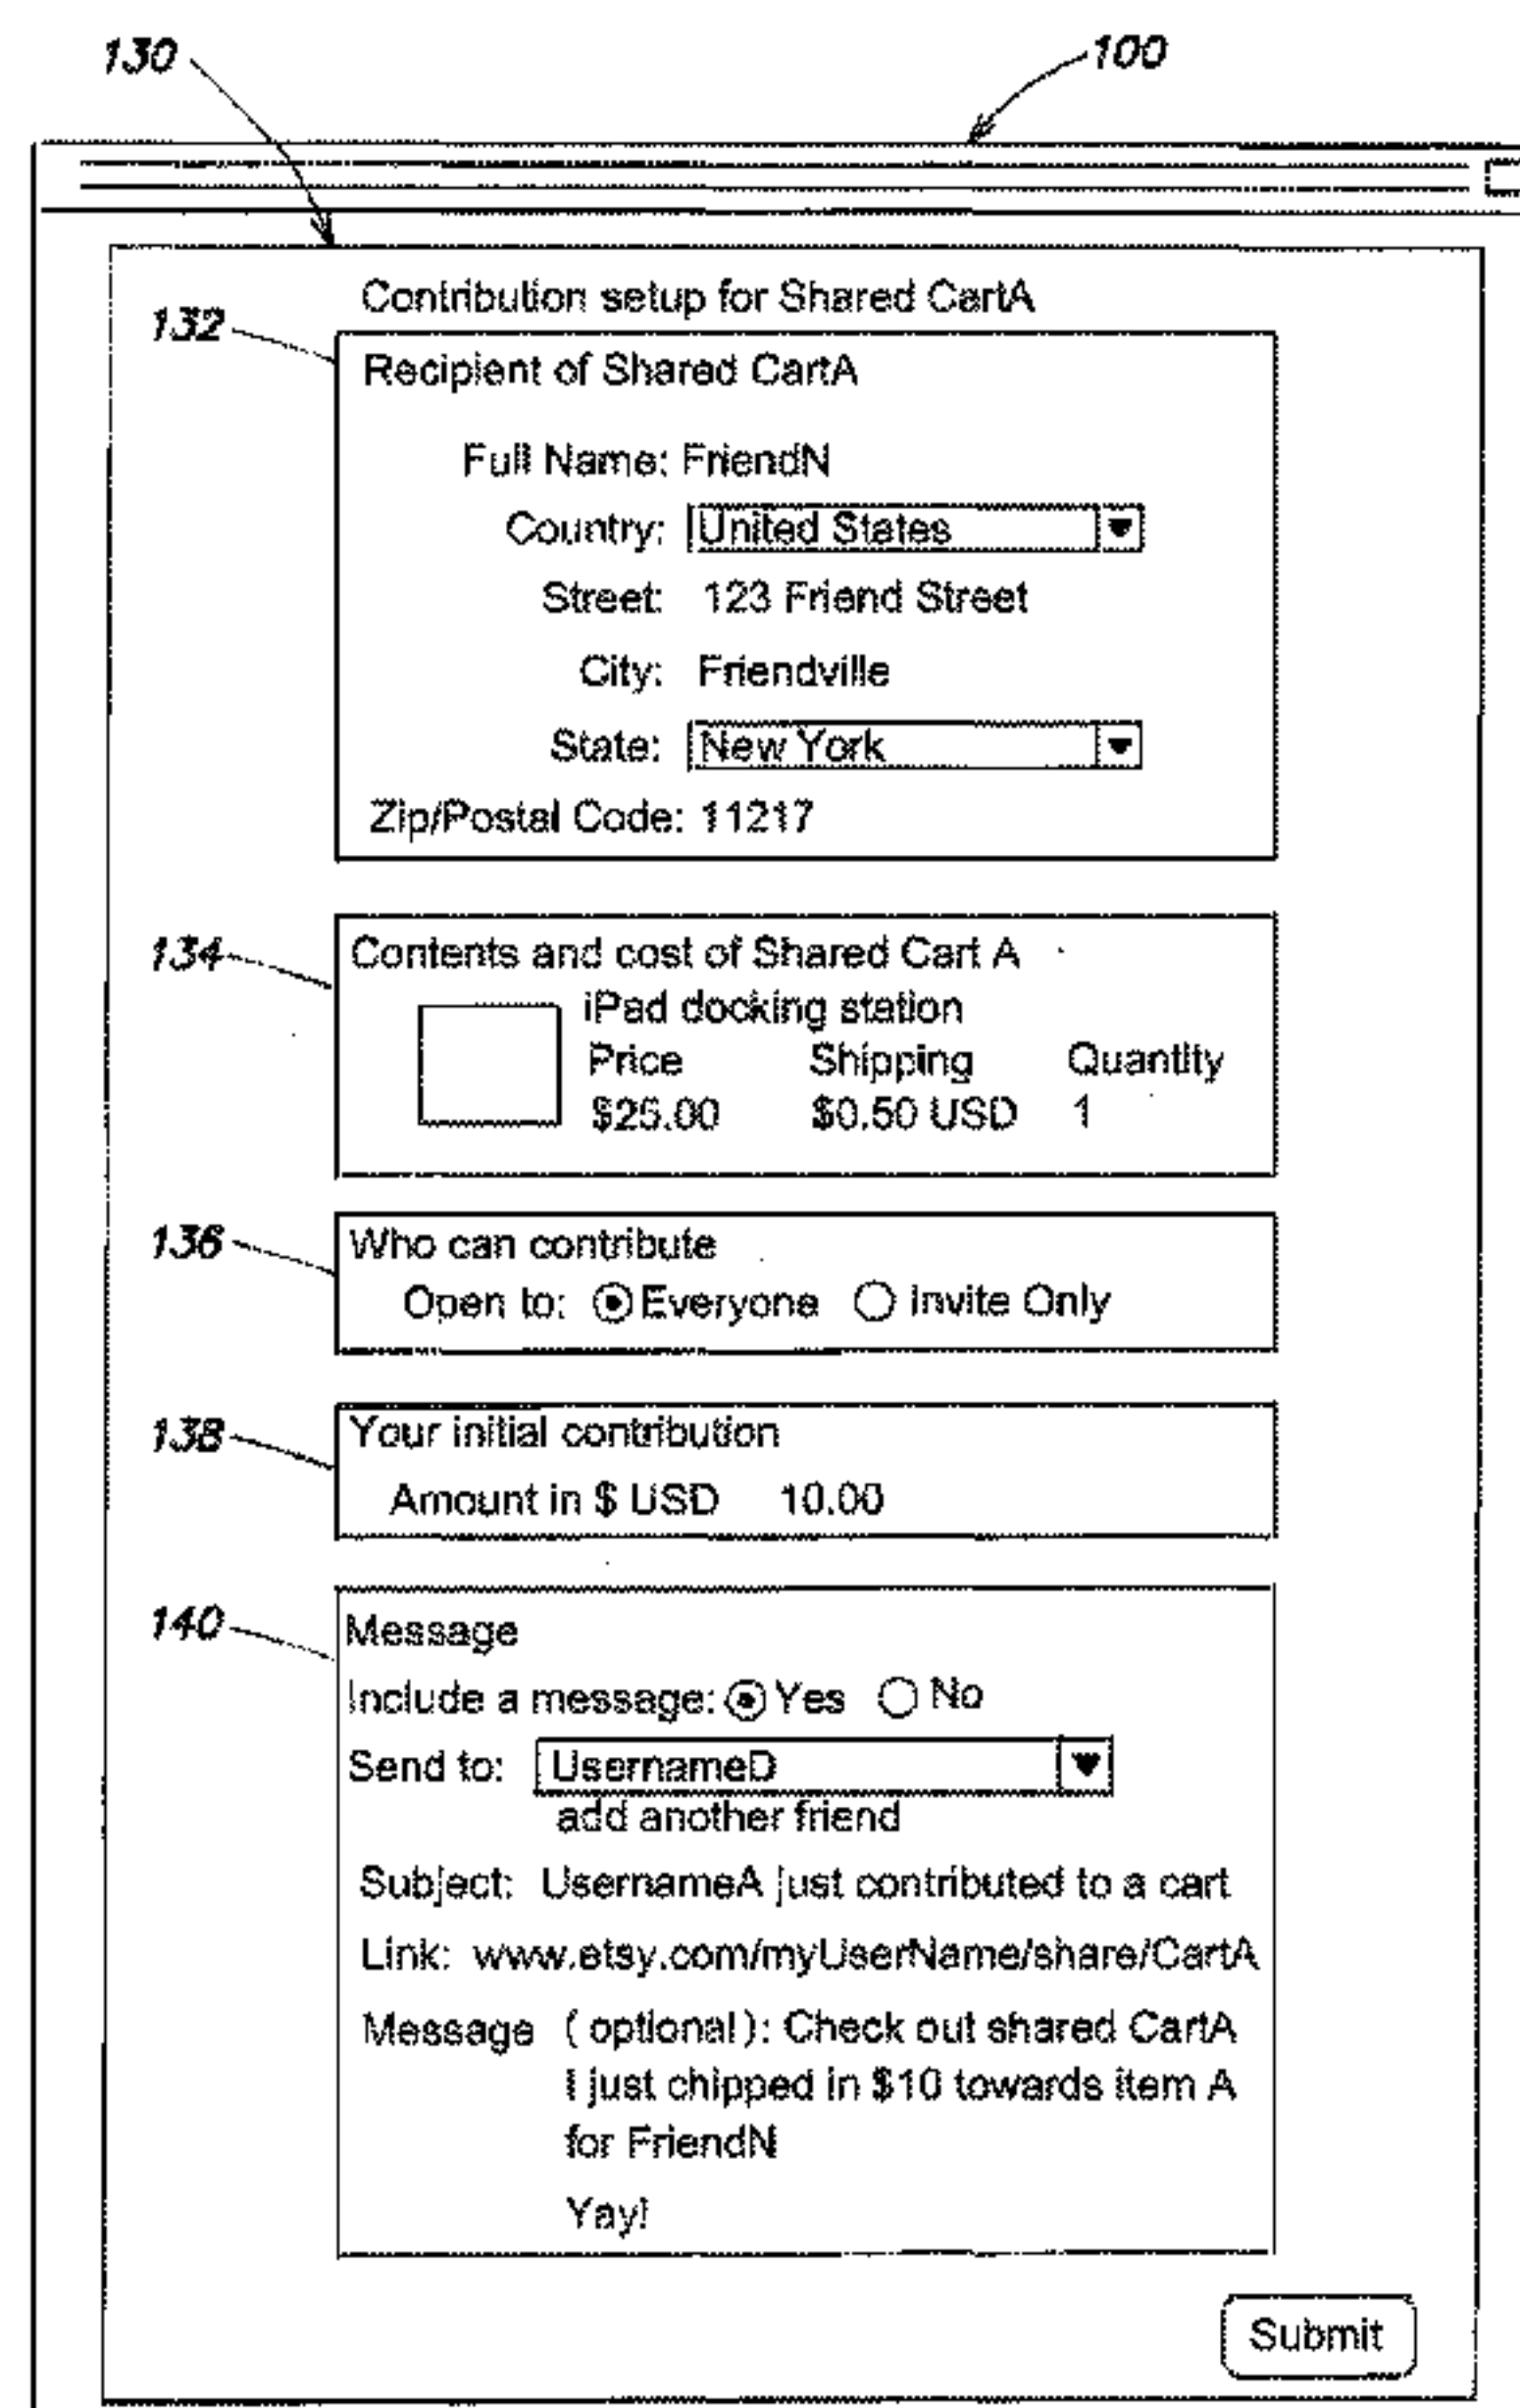 130
100
Contribution setup for Shared CartA
132
Recipient of Shared CartA
Full Name: FriendN
Country: United States
Street: 123 Friend Street
City: Friendville
State: New York
Zip/Postal Code: 11217
134
Contents and cost of Shared Cart A
iPad docking station
Price Shipping Quantity
$25.00 $0.50 USD 1
136
Who can contribute
Open to: Everyone Invite Only
138
Your initial contribution
Amount in $ USD 10.00
140
Message
Include a message: Yes No
Send to: UsernameD
add another friend
Subject: UsernameA just contributed to a cart
Link: www.etsy.com/myUserName/share/CartA
Message ( optional ): Check out shared CartA
I just chipped in $10 towards item A
for FriendN
Yay!
Submit